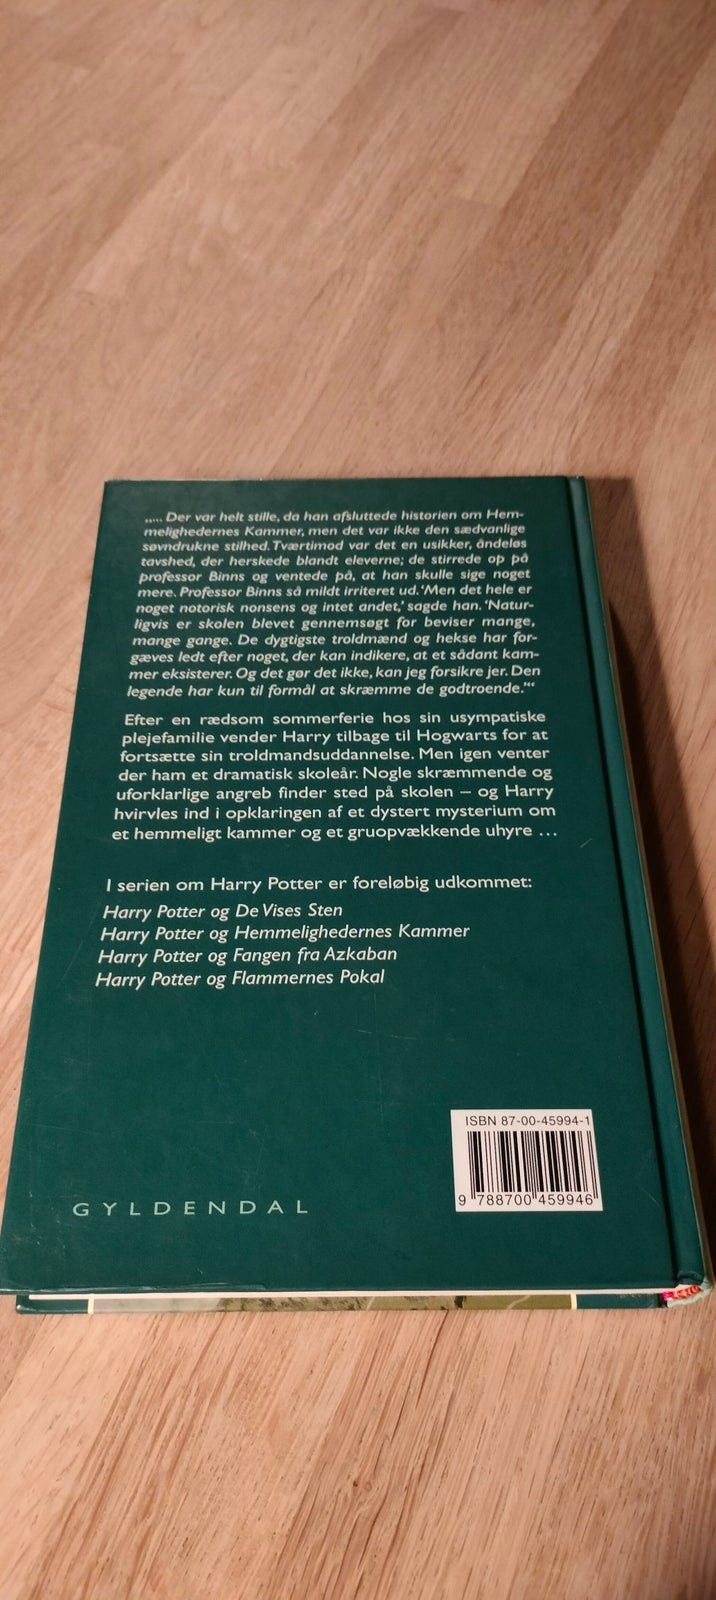 „... Der var helt stille, da han afsluttede historien om Hem-
melighedernes Kammer, men det var ikke den sædvanlige
søvndrukne stilhed. Tværtimod var det en usikker, åndeløs
tavshed, der herskede blandt eleverne; de stirrede op på
professor Binns og ventede på, at han skulle sige noget
mere. Professor Binns så mildt irriteret ud. ‘Men det hele er
noget notorisk nonsens og intet andet,’ sagde han. ‘Natur-
ligvis er skolen blevet gennemsøgt for beviser mange,
mange gange. De dygtigste troldmænd og hekse har for-
gæves ledt efter noget, der kan indikere, at et sådant kam-
mer eksisterer. Og det gør det ikke, kan jeg forsikre jer. Den
legende har kun til formål at skræmme de godtroende.’“
Efter en rædsom sommerferie hos sin usympatiske
plejefamilie vender Harry tilbage til Hogwarts for at
fortsætte sin troldmandsuddannelse. Men igen venter
der ham et dramatisk skoleår. Nogle skræmmende og
uforklarlige angreb finder sted på skolen – og Harry
hvirvles ind i opklaringen af et dystert mysterium om
et hemmeligt kammer og et gruopvækkende uhyre ...
I serien om Harry Potter er foreløbig udkommet:
Harry Potter og De Vises Sten
Harry Potter og Hemmelighedernes Kammer
Harry Potter og Fangen fra Azkaban
Harry Potter og Flammernes Pokal
ISBN 87-00-45994-1
9 788700 459946
GYLDENDAL